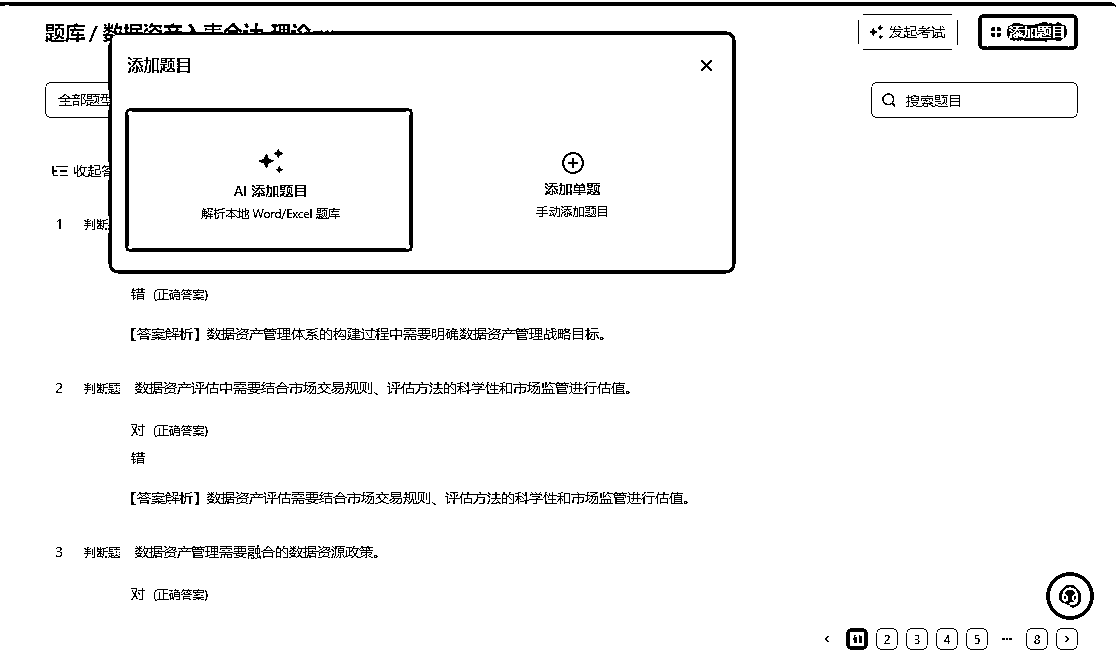 题库 / 数据资产入表会计-理论
发起考试
添加题目
添加题目
全部题型
搜索题目
AI 添加题目
解析本地 Word/Excel 题库
添加单题
手动添加题目
收起答
1 判断
错 (正确答案)
【答案解析】数据资产管理体系的构建过程中需要明确数据资产管理战略目标。
2 判断题 数据资产评估中需要结合市场交易规则、评估方法的科学性和市场监管进行估值。
对 (正确答案)
错
【答案解析】数据资产评估需要结合市场交易规则、评估方法的科学性和市场监管进行估值。
3 判断题 数据资产管理需要融合的数据资源政策。
对 (正确答案)
1 2 3 4 5 ··· 8